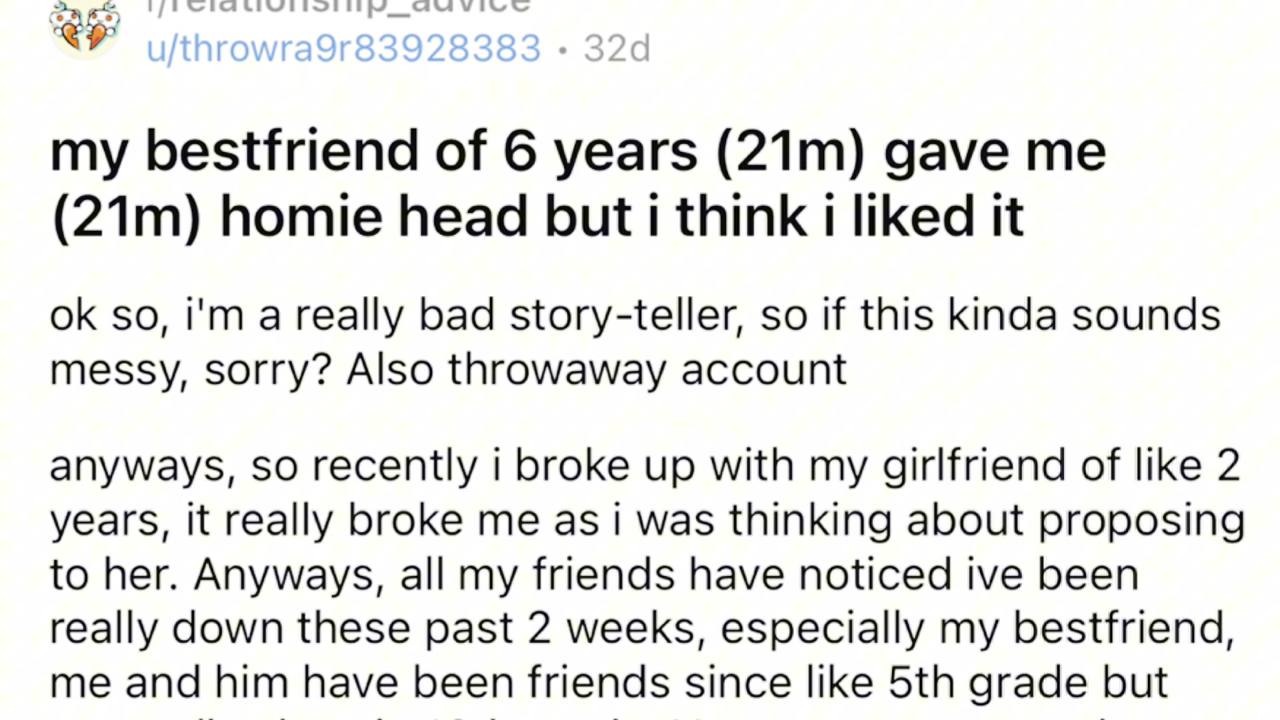 r/relationship_advice
u/throwra9r83928383 • 32d
my bestfriend of 6 years (21m) gave me
(21m) homie head but i think i liked it
ok so, i'm a really bad story-teller, so if this kinda sounds
messy, sorry? Also throwaway account
anyways, so recently i broke up with my girlfriend of like 2
years, it really broke me as i was thinking about proposing
to her. Anyways, all my friends have noticed ive been
really down these past 2 weeks, especially my bestfriend,
me and him have been friends since like 5th grade but